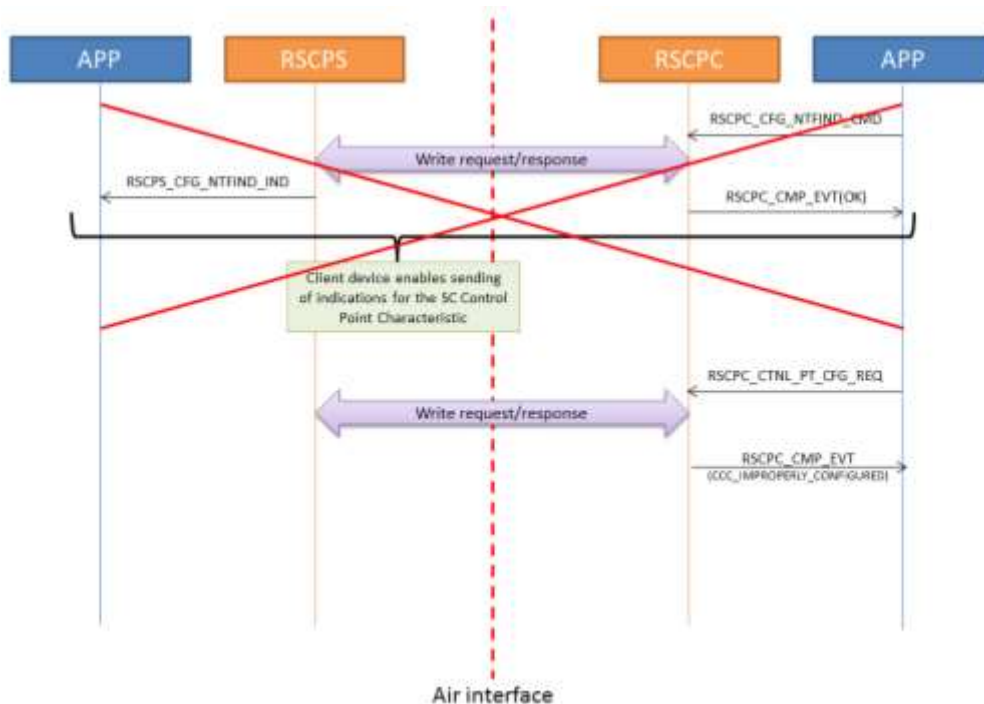 APP
RSCPS
RSCPC
APP
RSCPC_CFG_NTFIND_CMD
Write request/response
RSCPS_CFG_NTFIND_IND
RSCPC_CMP_EVT(OK)
Client device enables sending
of indications for the SC Control
Point Characteristic
RSCPC_CTNL_PT_CFG_REQ
Write request/response
RSCPC_CMP_EVT
(CCC_IMPROPERLY_CONFIGURED)
Air interface